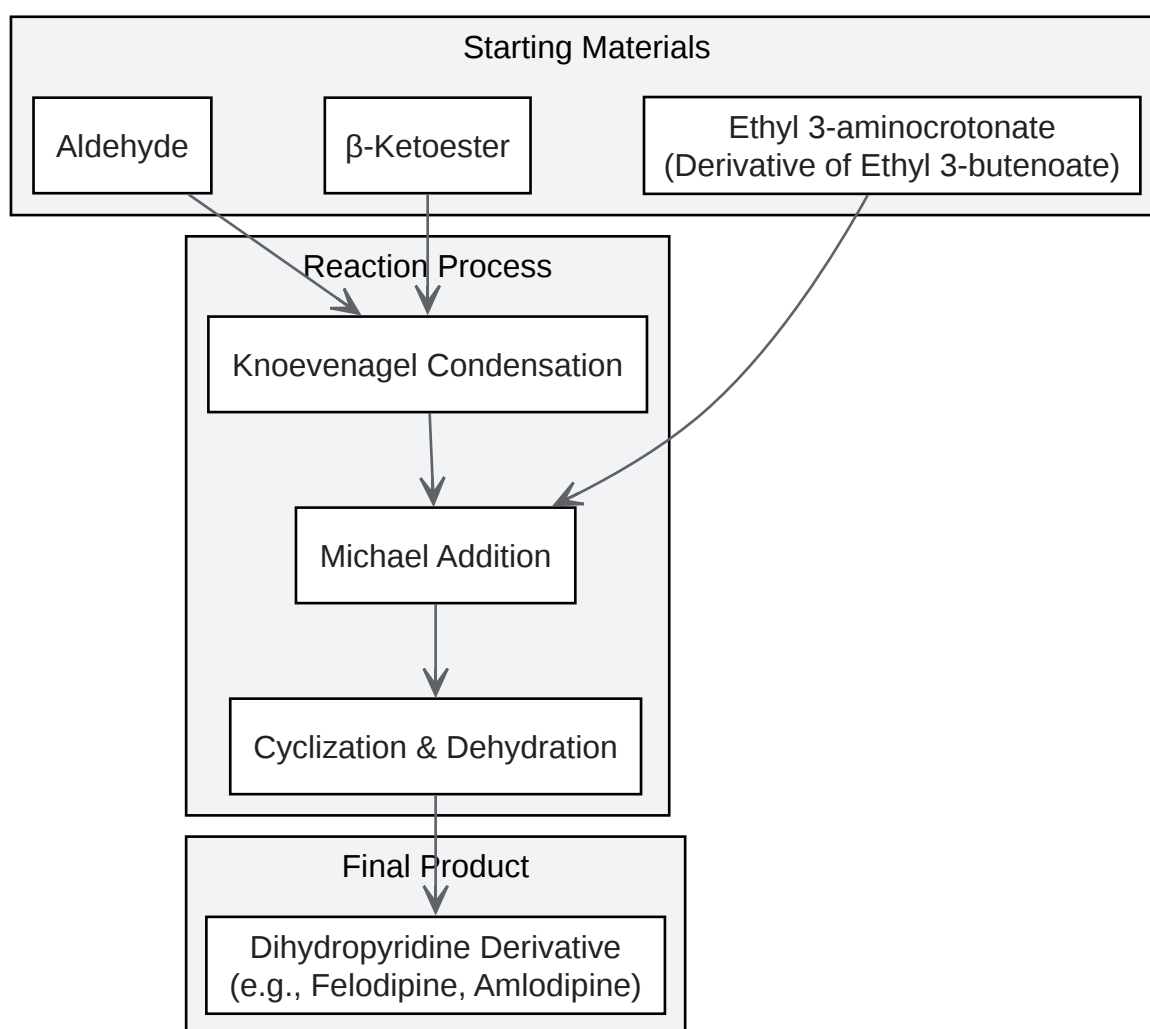 Starting Materials
Aldehyde
β-Ketoester
Ethyl 3-aminocrotonate
(Derivative of Ethyl 3-butenoate)
Reaction Process
Knoevenagel Condensation
Michael Addition
Cyclization & Dehydration
Final Product
Dihydropyridine Derivative
(e.g., Felodipine, Amlodipine)